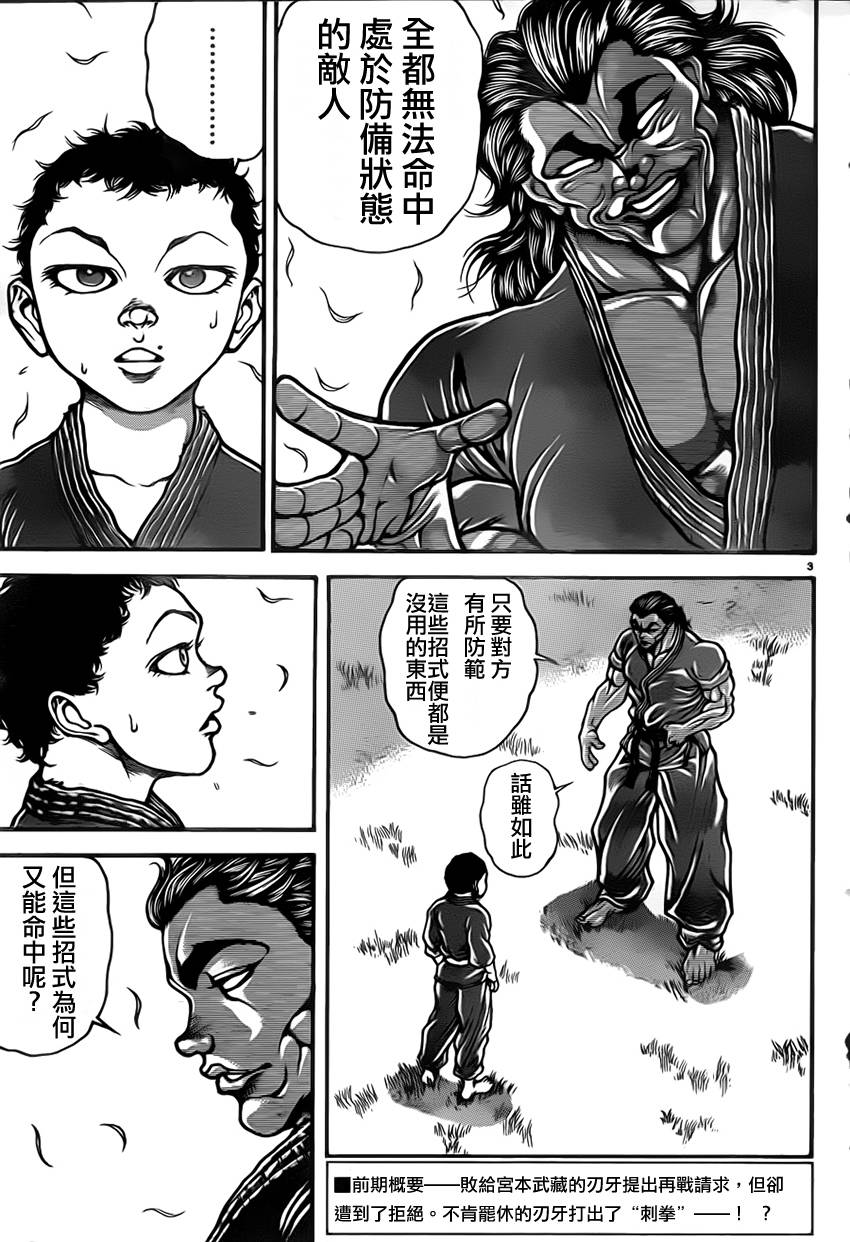 全都無法命中
處於防備狀態
的敵人
…………
3
只要對方
有所防範
這些招式便都是
沒用的東西
話雖如此
但這些招式為何
又能命中呢？
■前期概要——敗給宮本武藏的刃牙提出再戰請求，但卻
遭到了拒絕。不肯罷休的刃牙打出了“刺拳”——！ ？